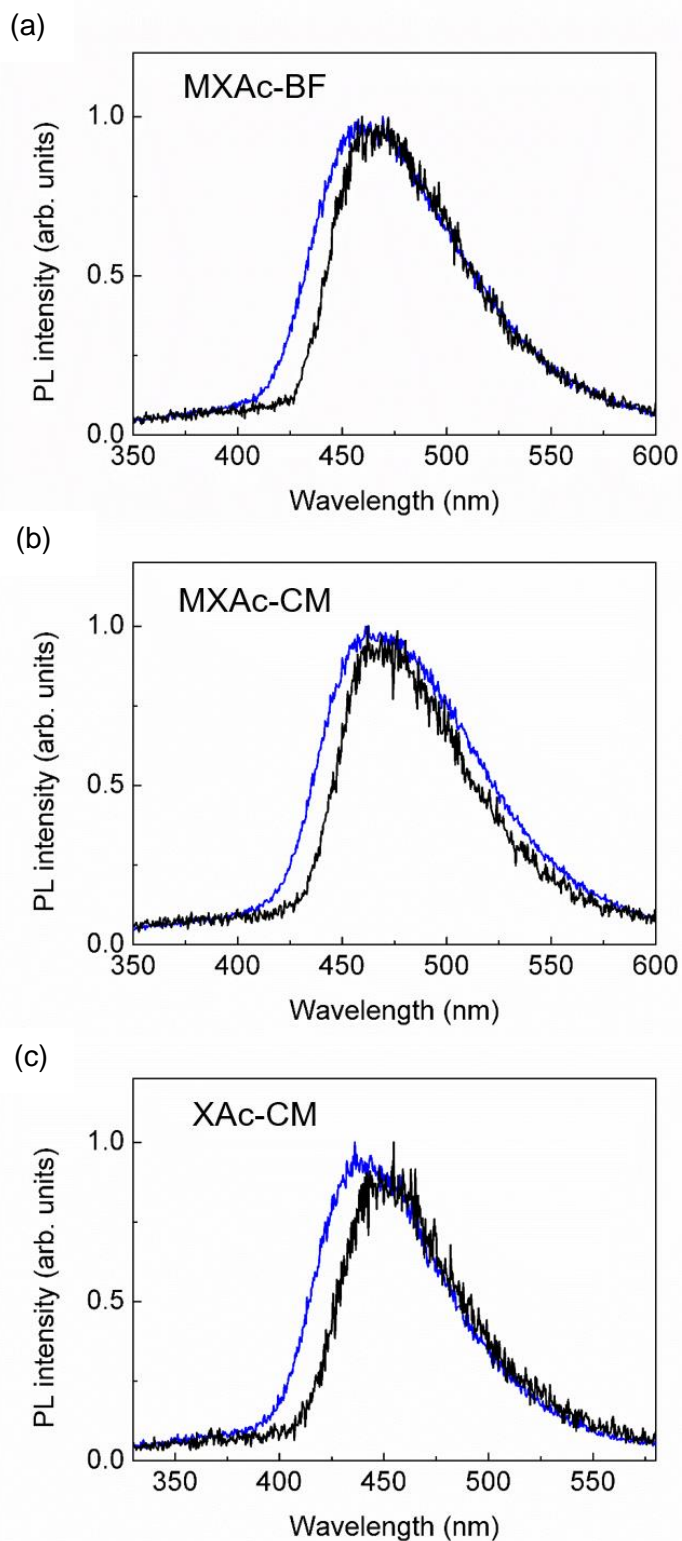 (a)
MXAc-BF
PL intensity (arb. units)
1.0
0.5
0.0
350 400 450 500 550 600
Wavelength (nm)
(b)
MXAc-CM
PL intensity (arb. units)
1.0
0.5
0.0
350 400 450 500 550 600
Wavelength (nm)
(c)
XAc-CM
PL intensity (arb. units)
1.0
0.5
0.0
350 400 450 500 550
Wavelength (nm)